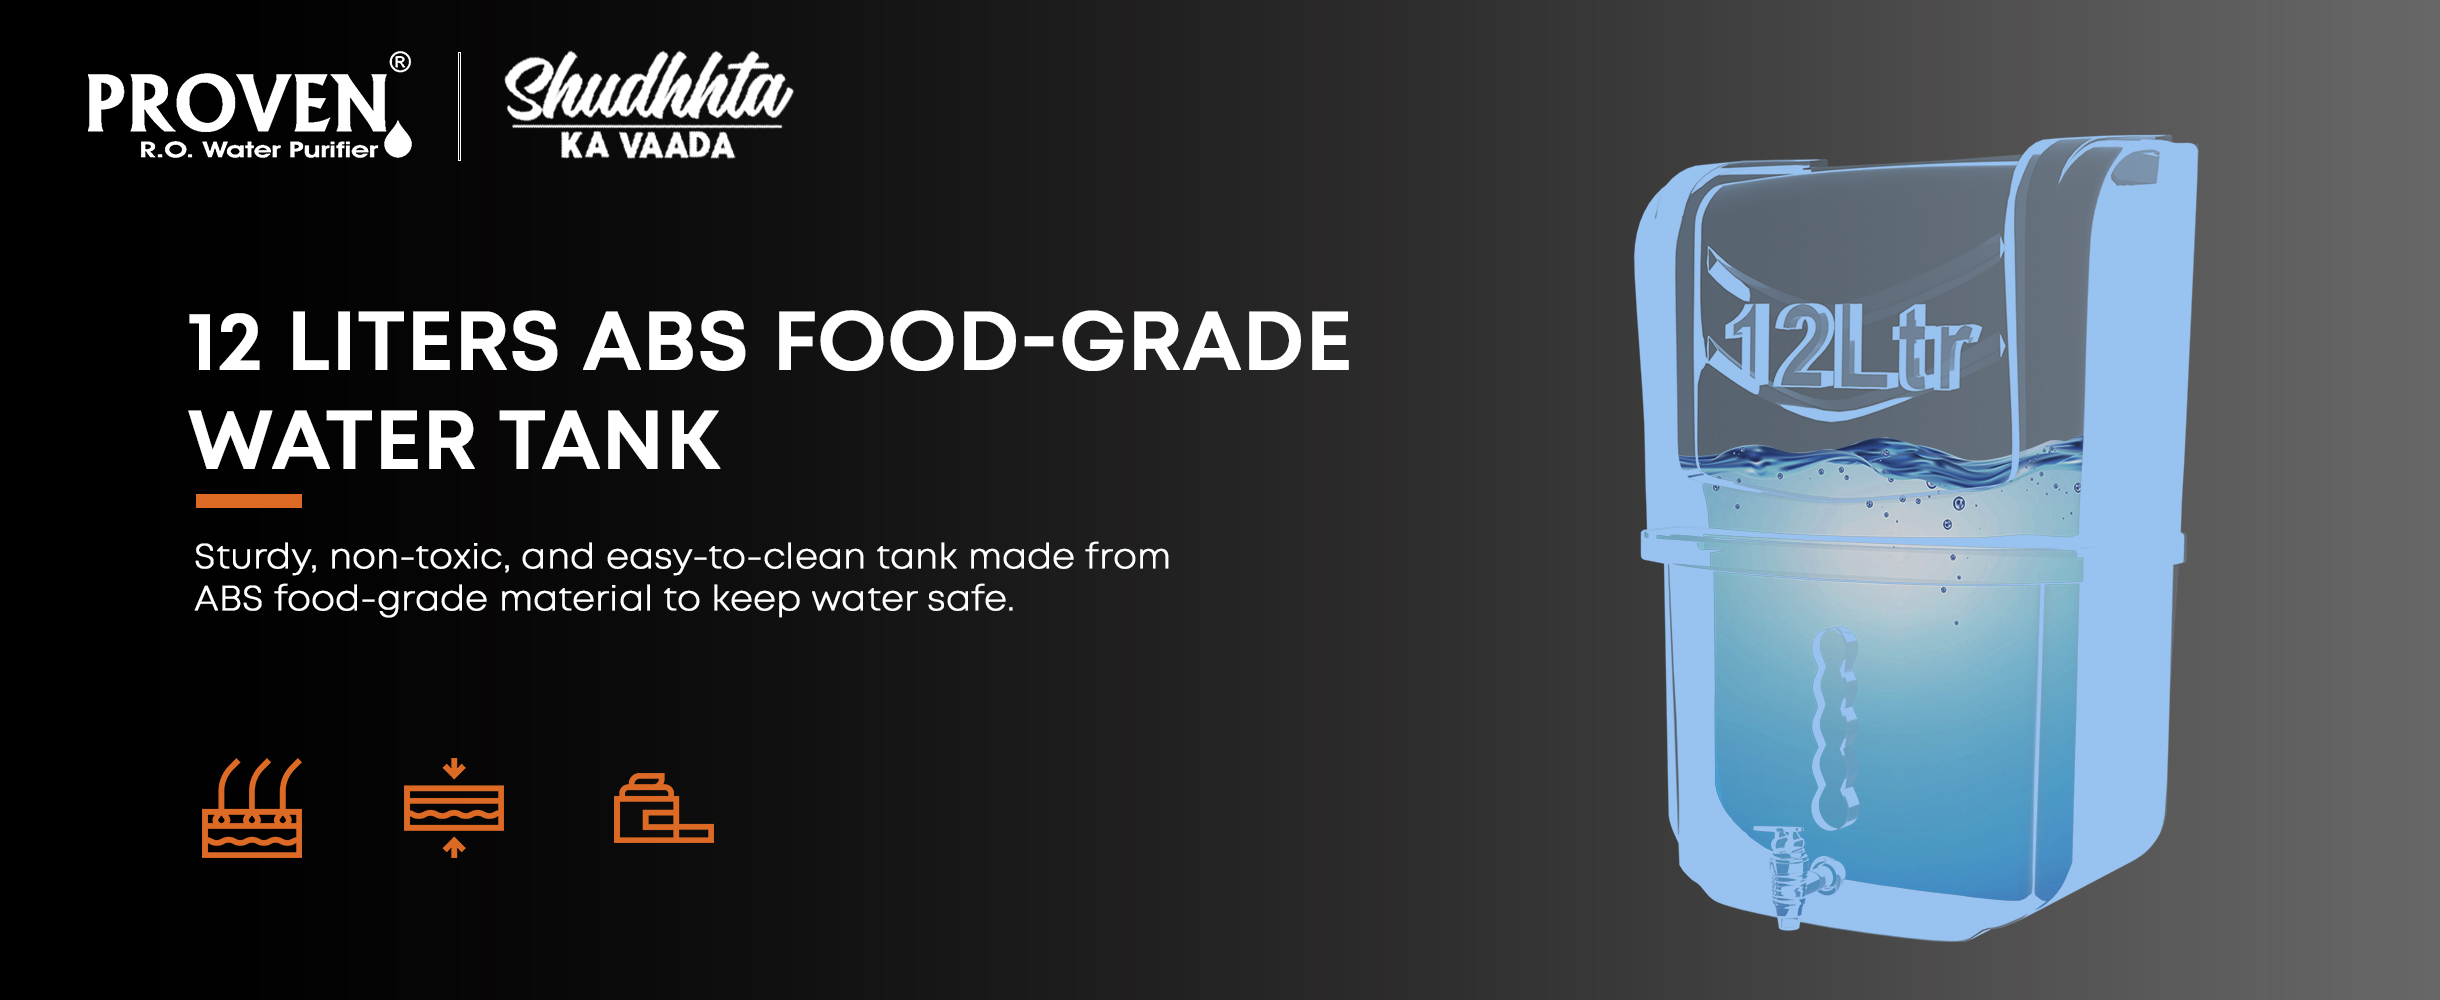 PROVEN®
R.O. Water Purifier
Shudhhta
KA VAADA
12 LITERS ABS FOOD-GRADE
WATER TANK
Sturdy, non-toxic, and easy-to-clean tank made from
ABS food-grade material to keep water safe.
12Ltr